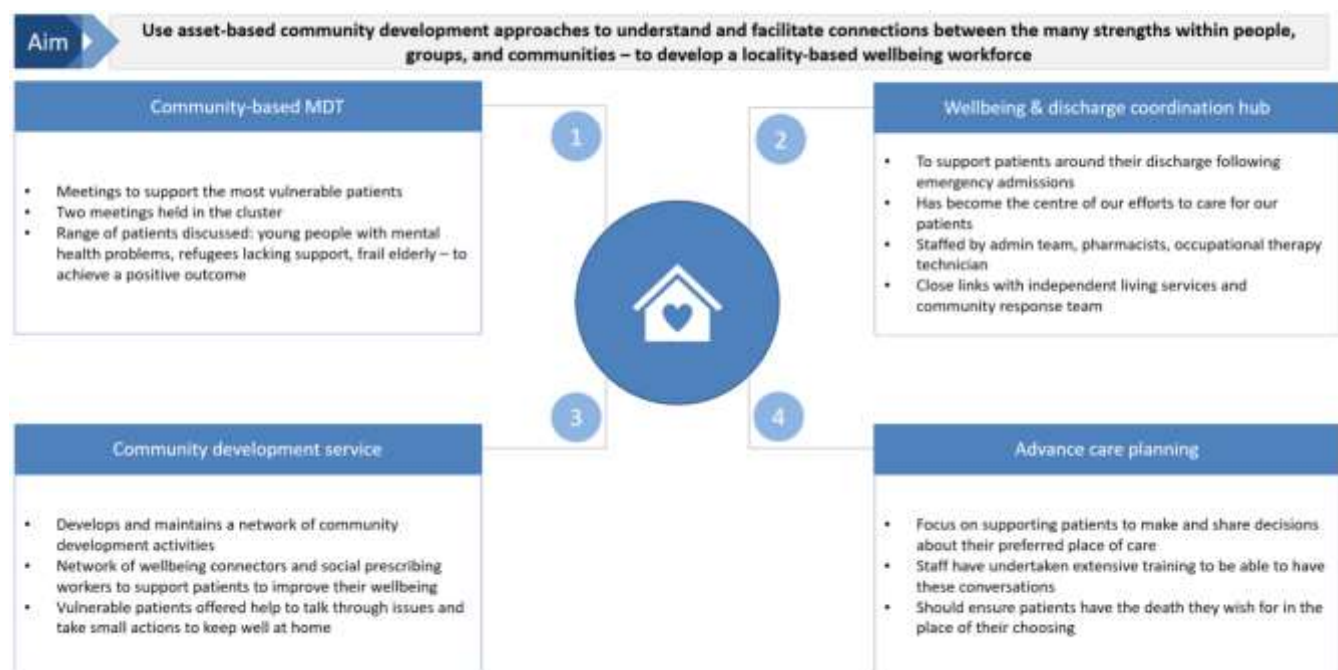 Aim
Use asset-based community development approaches to understand and facilitate connections between the many strengths within people,
groups, and communities – to develop a locality-based wellbeing workforce
Community-based MDT
• Meetings to support the most vulnerable patients
• Two meetings held in the cluster
• Range of patients discussed: young people with mental
health problems, refugees lacking support, frail elderly – to
achieve a positive outcome
1
2
Wellbeing & discharge coordination hub
• To support patients around their discharge following
emergency admissions
• Has become the centre of our efforts to care for our
patients
• Staffed by admin team, pharmacists, occupational therapy
technician
• Close links with independent living services and
community response team
3
Community development service
• Develops and maintains a network of community
development activities
• Network of wellbeing connectors and social prescribing
workers to support patients to improve their wellbeing
• Vulnerable patients offered help to talk through issues and
take small actions to keep well at home
4
Advance care planning
• Focus on supporting patients to make and share decisions
about their preferred place of care
• Staff have undertaken extensive training to be able to have
these conversations
• Should ensure patients have the death they wish for in the
place of their choosing